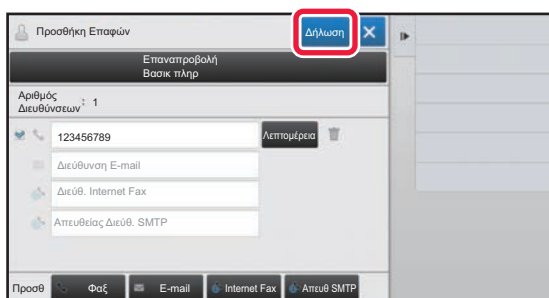 Προσθήκη Επαφών
Δήλωση
Επαναπροβολή
Βασικ πληρ
Αριθμός
Διευθύνσεων : 1
123456789
Λεπτομέρεια
Διεύθυνση E-mail
Διεύθ. Internet Fax
Απευθείας Διεύθ. SMTP
Προσθ Φαξ E-mail Internet Fax Απευθ SMTP